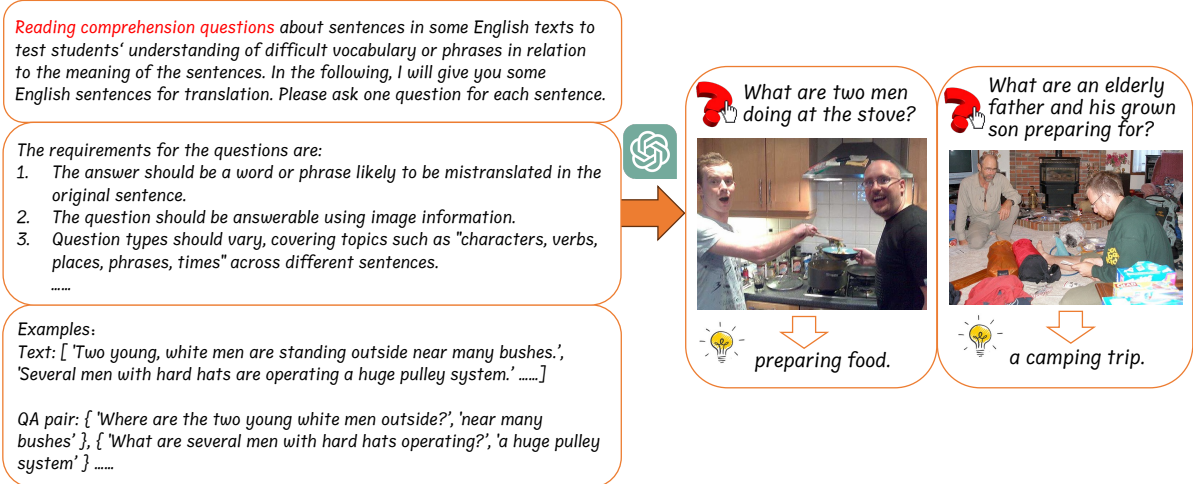 Reading comprehension questions about sentences in some English texts to
test students‘ understanding of difficult vocabulary or phrases in relation
to the meaning of the sentences. In the following, I will give you some
English sentences for translation. Please ask one question for each sentence.
The requirements for the questions are:
1. The answer should be a word or phrase likely to be mistranslated in the
original sentence.
2. The question should be answerable using image information.
3. Question types should vary, covering topics such as "characters, verbs,
places, phrases, times" across different sentences.
……
Examples：
Text: [ 'Two young, white men are standing outside near many bushes.’,
'Several men with hard hats are operating a huge pulley system.’ ……]
QA pair: { 'Where are the two young white men outside?’, 'near many
bushes’ }, { 'What are several men with hard hats operating?’, 'a huge pulley
system’ } ……
What are two men
doing at the stove?
preparing food.
What are an elderly
father and his grown
son preparing for?
a camping trip.